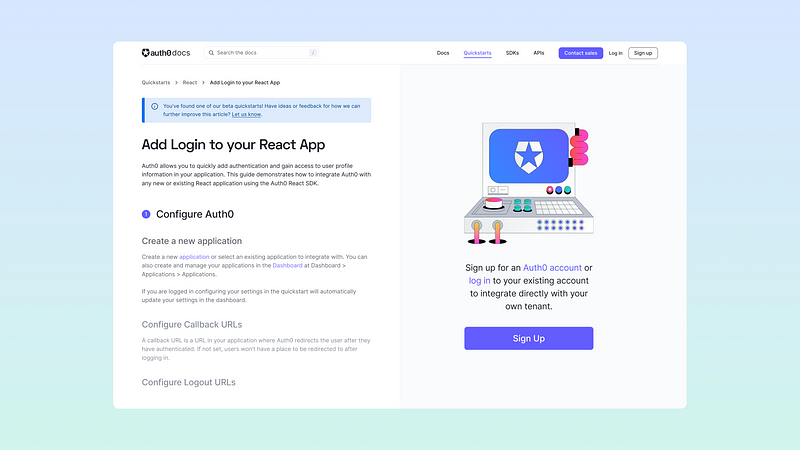 auth0 docs
Search the docs
/
Docs
Quickstarts
SDKs
APIs
Contact sales
Log in
Sign up
Quickstarts > React > Add Login to your React App
You've found one of our beta quickstarts! Have ideas or feedback for how we can
further improve this article? Let us know.
Add Login to your React App
Auth0 allows you to quickly add authentication and gain access to user profile
information in your application. This guide demonstrates how to integrate Auth0 with
any new or existing React application using the Auth0 React SDK.
1 Configure Auth0
Create a new application
Create a new application or select an existing application to integrate with. You can
also create and manage your applications in the Dashboard at Dashboard >
Applications > Applications.
If you are logged in configuring your settings in the quickstart will automatically
update your settings in the dashboard.
Configure Callback URLs
A callback URL is a URL in your application where Auth0 redirects the user after they
have authenticated. If not set, users won't have a place to be redirected to after
logging in.
Configure Logout URLs
Sign up for an Auth0 account or
log in to your existing account
to integrate directly with your
own tenant.
Sign Up